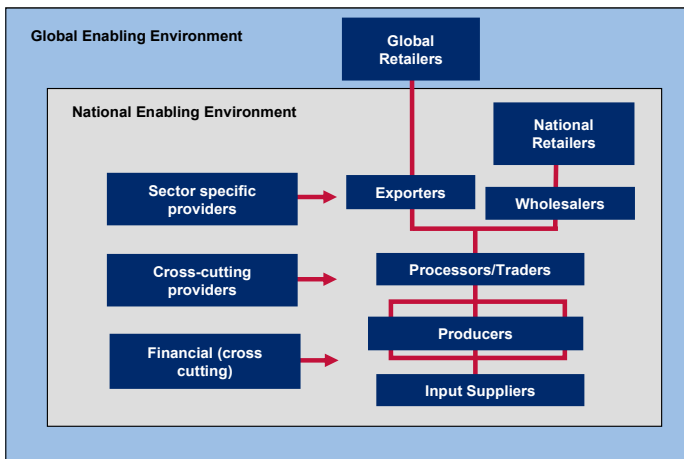 Global Enabling Environment
Global
Retailers
National Enabling Environment
National
Retailers
Sector specific
providers
Exporters
Wholesalers
Cross-cutting
providers
Processors/Traders
Producers
Financial (cross
cutting)
Input Suppliers